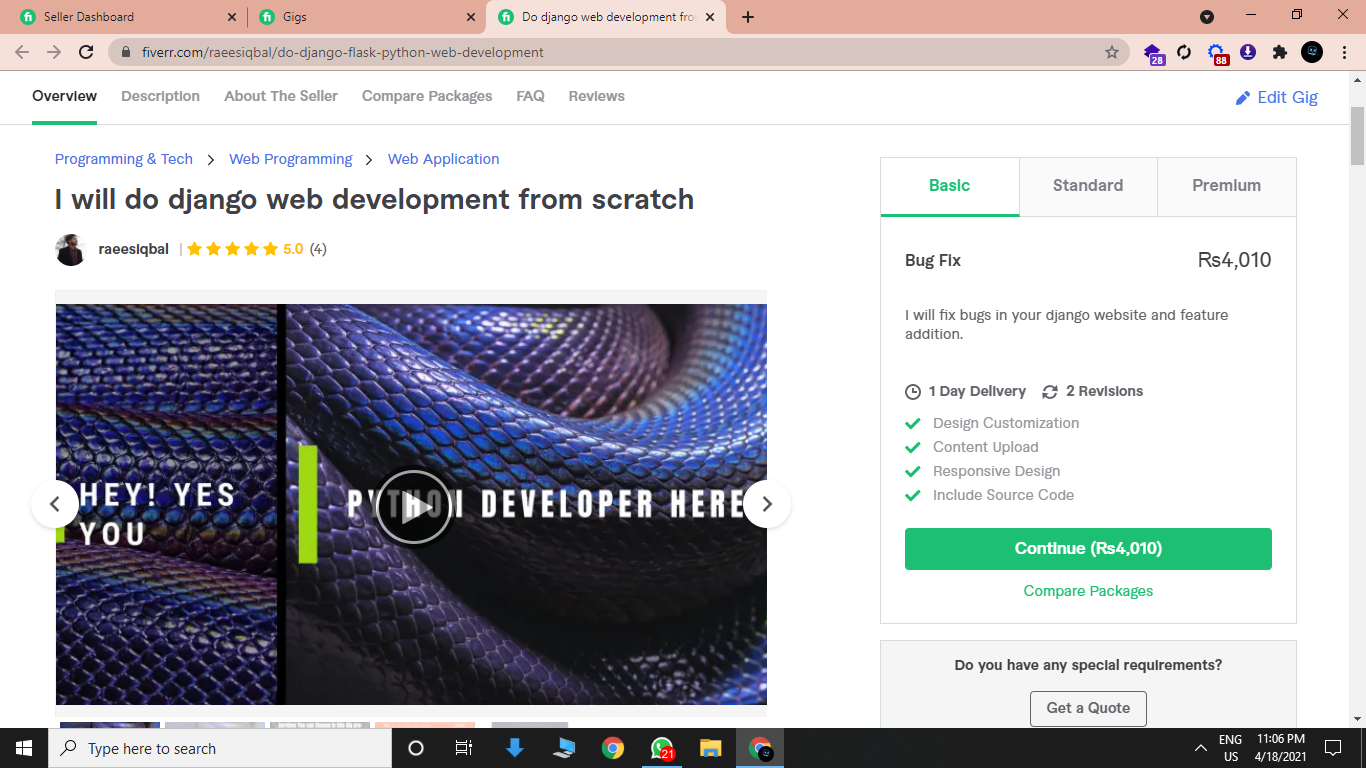 Seller Dashboard
Gigs
Do django web development fro
fiverr.com/raeesiqbal/do-django-flask-python-web-development
28
88
Overview
Description
About The Seller
Compare Packages
FAQ
Reviews
Edit Gig
Programming & Tech
Web Programming
Web Application
I will do django web development from scratch
raeesiqbal
5.0 (4)
HEY! YES
YOU
PYTHON DEVELOPER HERE
Basic
Standard
Premium
Bug Fix
₨4,010
I will fix bugs in your django website and feature
addition.
1 Day Delivery
2 Revisions
Design Customization
Content Upload
Responsive Design
Include Source Code
Continue (₨4,010)
Compare Packages
Do you have any special requirements?
Get a Quote
Type here to search
21
ENG
US
11:06 PM
4/18/2021